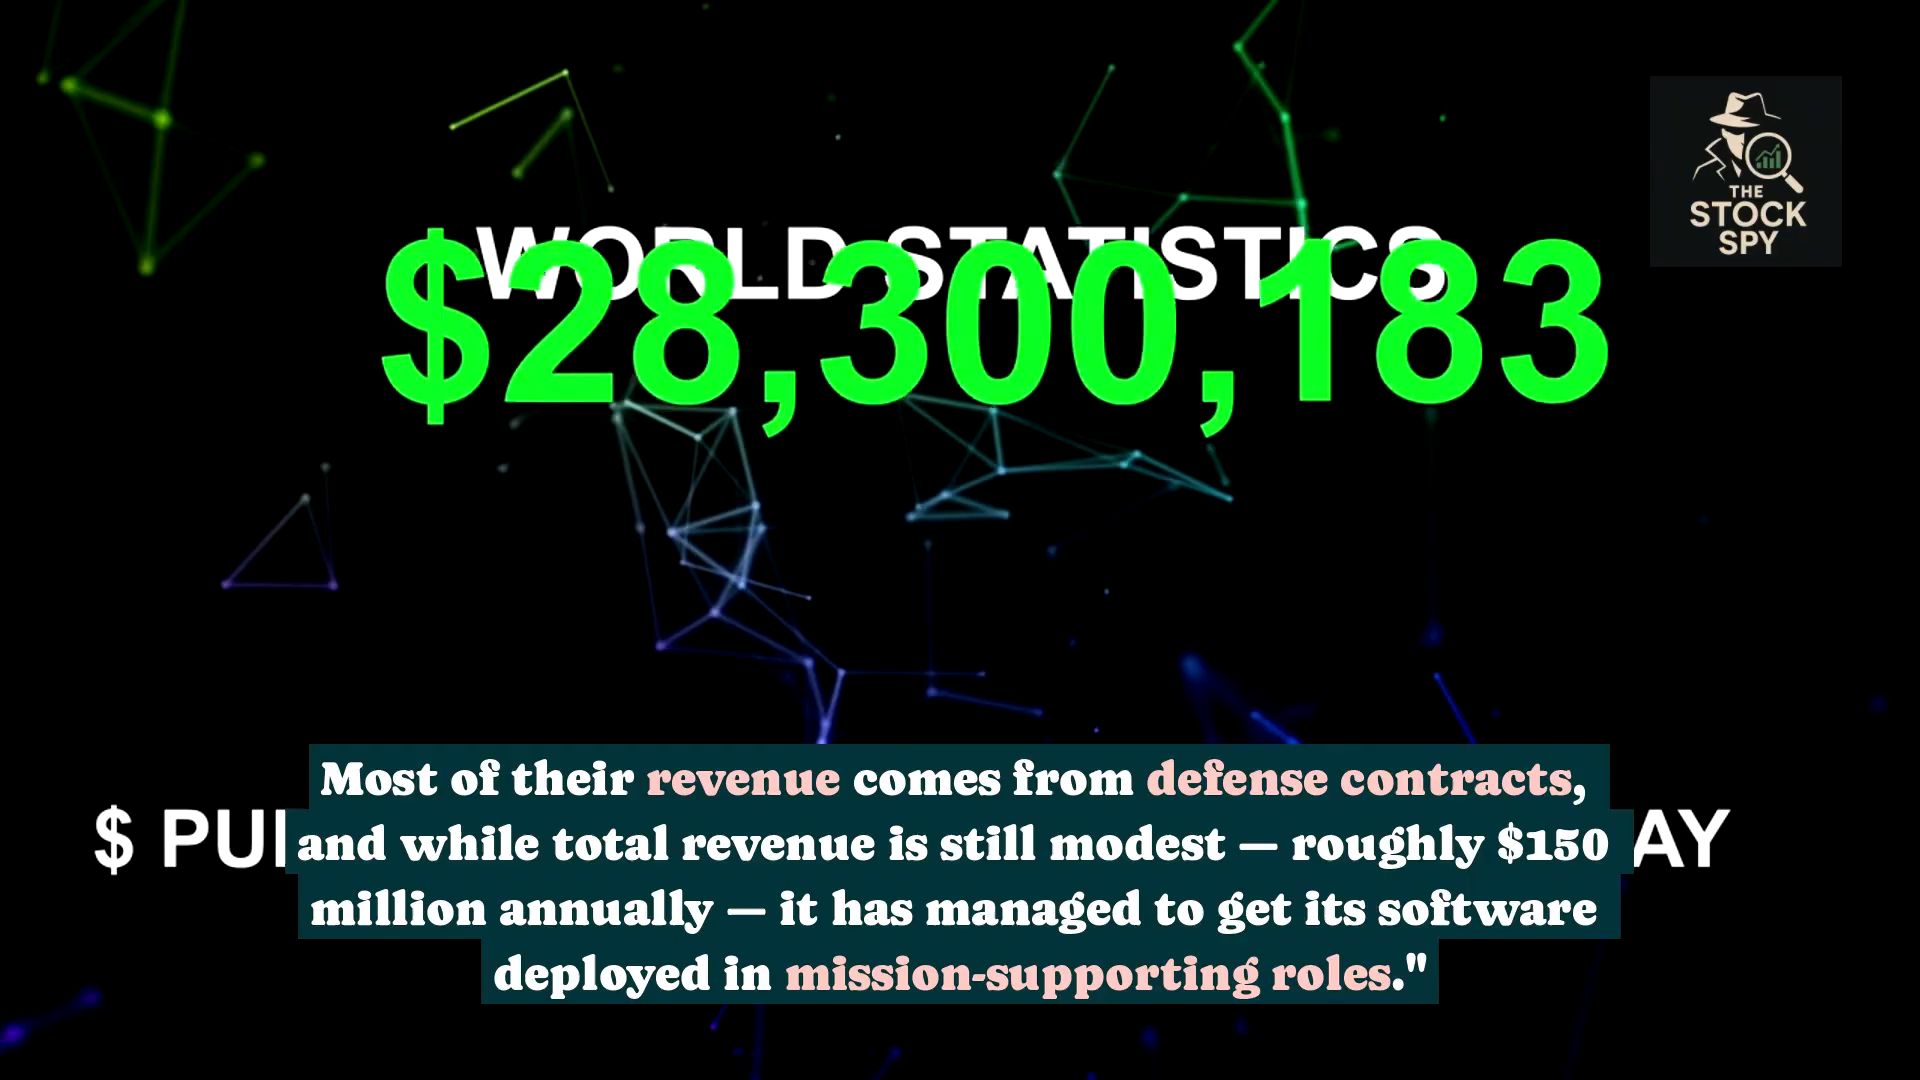 THE
STOCK
SPY
WORLD STATISTICS
$28,300,183
Most of their revenue comes from defense contracts,
and while total revenue is still modest — roughly $150
million annually — it has managed to get its software
deployed in mission-supporting roles."
$